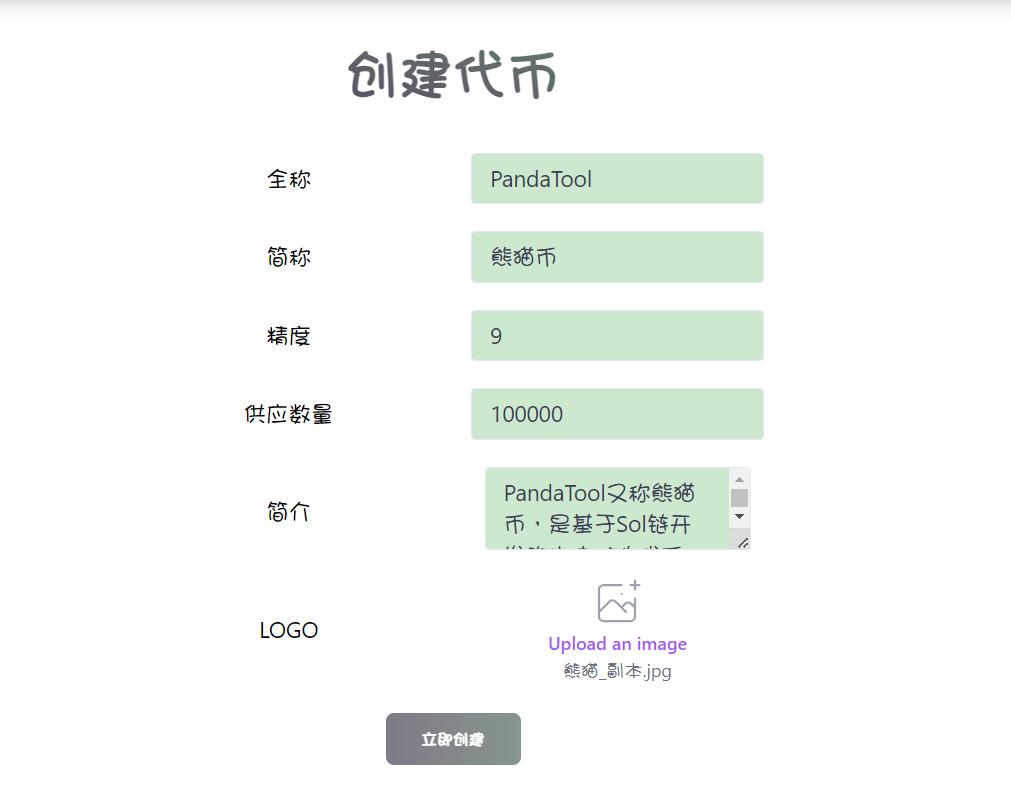 创建代币
全称
PandaTool
简称
熊猫币
精度
9
供应数量
100000
简介
PandaTool又称熊猫
币，是基于Sol链开
LOGO
Upload an image
熊猫_副本.jpg
立即创建